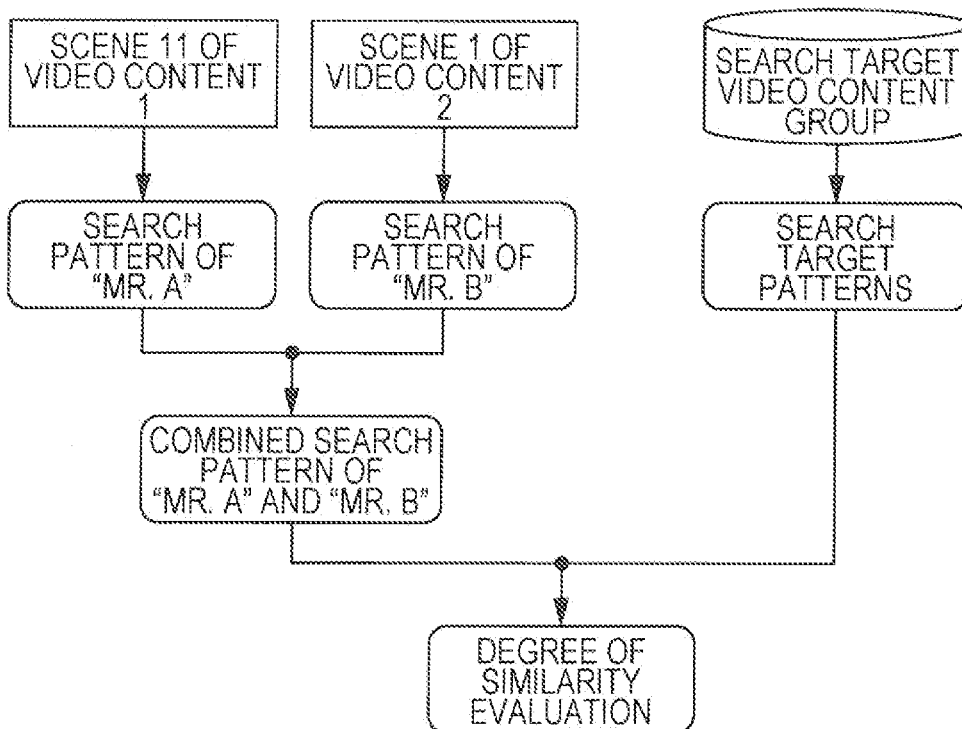 SCENE 11 OF
VIDEO CONTENT
1
SCENE 1 OF
VIDEO CONTENT
2
SEARCH TARGET
VIDEO CONTENT
GROUP
SEARCH
PATTERN OF
"MR. A"
SEARCH
PATTERN OF
"MR. B"
SEARCH
TARGET
PATTERNS
COMBINED SEARCH
PATTERN OF
"MR. A" AND "MR. B"
DEGREE OF
SIMILARITY
EVALUATION